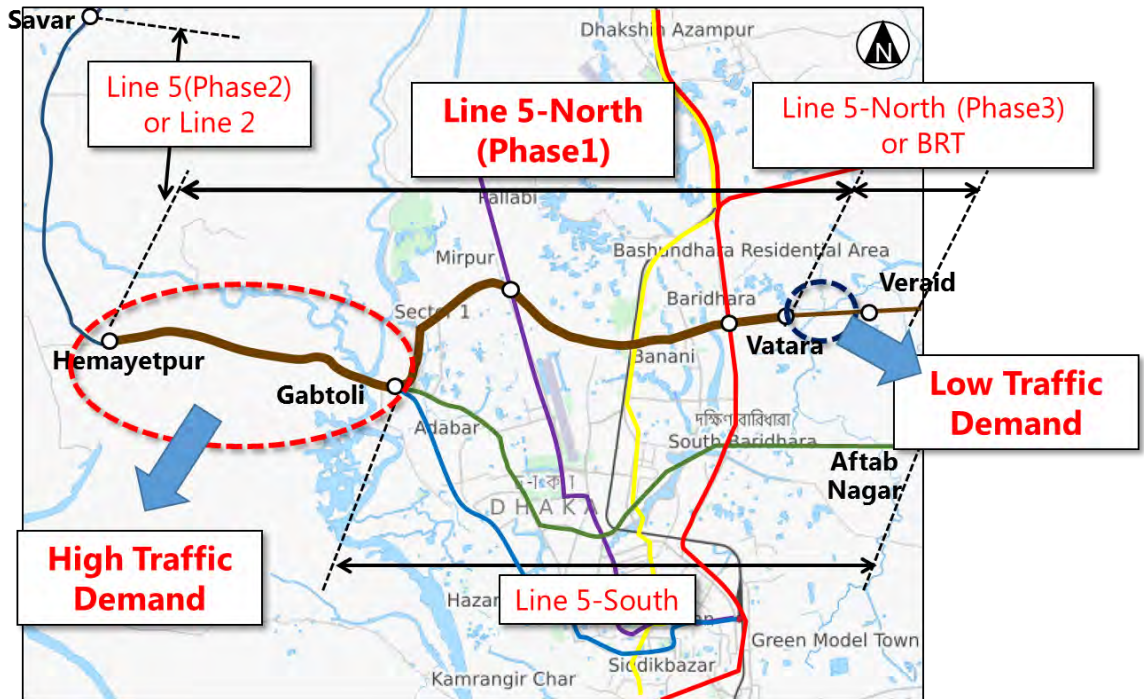 Savar
Dhakshin Azampur
N
Line 5(Phase2)
or Line 2
Line 5-North
(Phase1)
Line 5-North (Phase3)
or BRT
Pallabi
Bashundhara Residential Area
Mirpur
Veraid
Baridhara
Sector 1
Hemayetpur
Vatara
Banani
Gabtoli
Low Traffic
Demand
Adabar
দক্ষিণ বারিধারা
South Baridhara
Aftab
Nagar
DHAKA
High Traffic
Demand
Line 5-South
Green Model Town
Siddikbazar
Kamrangir Char